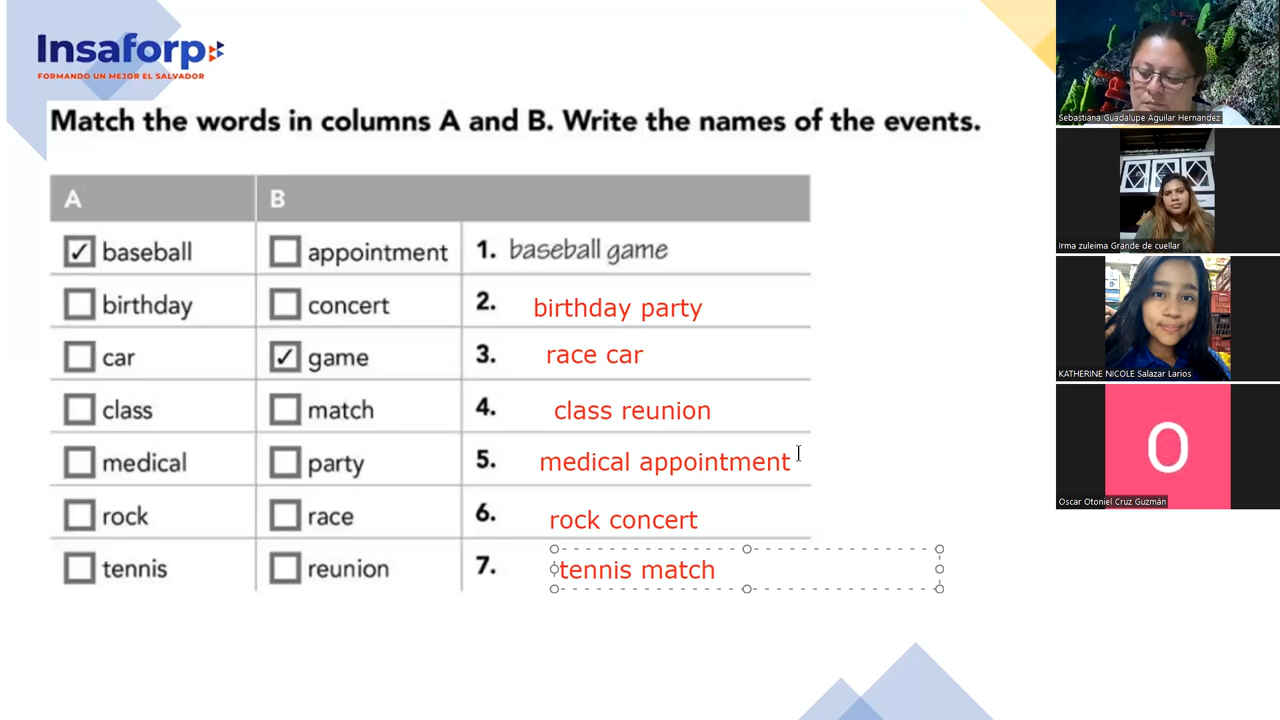 Insaforp
FORMANDO UN MEJOR EL SALVADOR
Match the words in columns A and B. Write the names of the events.
A B
✓ baseball appointment 1. baseball game
birthday concert 2. birthday party
car ✓ game 3. race car
class match 4. class reunion
medical party 5. medical appointment
rock race 6. rock concert
tennis reunion 7. tennis match
Sebastiana Guadalupe Aguilar Hernandez
Irma zuleima Grande de cuellar
KATHERINE NICOLE Salazar Larios
O
Oscar Otoniel Cruz Guzmán